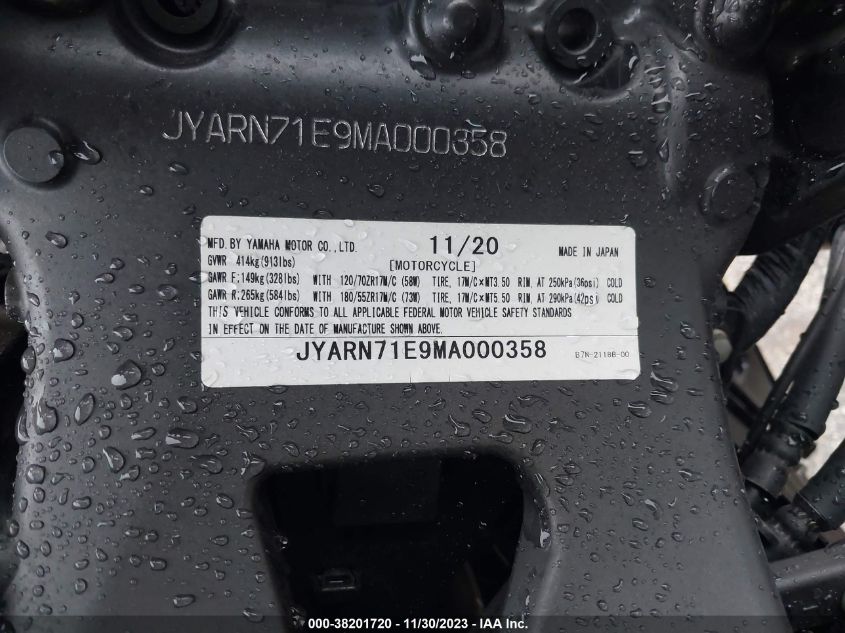 JYARN71E9MA000358
MFD. BY YAMAHA MOTOR CO., LTD. 11/20 MADE IN JAPAN
GVWR 414kg(913lbs) [MOTORCYCLE]
GAWR F:149kg(328lbs) WITH 120/70ZR17M/C (58W) TIRE, 17M/C×MT3.50 RIM, AT 250kPa(36psi) COLD
GAWR R:265kg(584lbs) WITH 180/55ZR17M/C (73W) TIRE, 17M/C×MT5.50 RIM, AT 290kPa(42psi) COLD
THIS VEHICLE CONFORMS TO ALL APPLICABLE FEDERAL MOTOR VEHICLE SAFETY STANDARDS
IN EFFECT ON THE DATE OF MANUFACTURE SHOWN ABOVE.
JYARN71E9MA000358 B7N-2118B-00
000-38201720 - 11/30/2023 - IAA Inc.